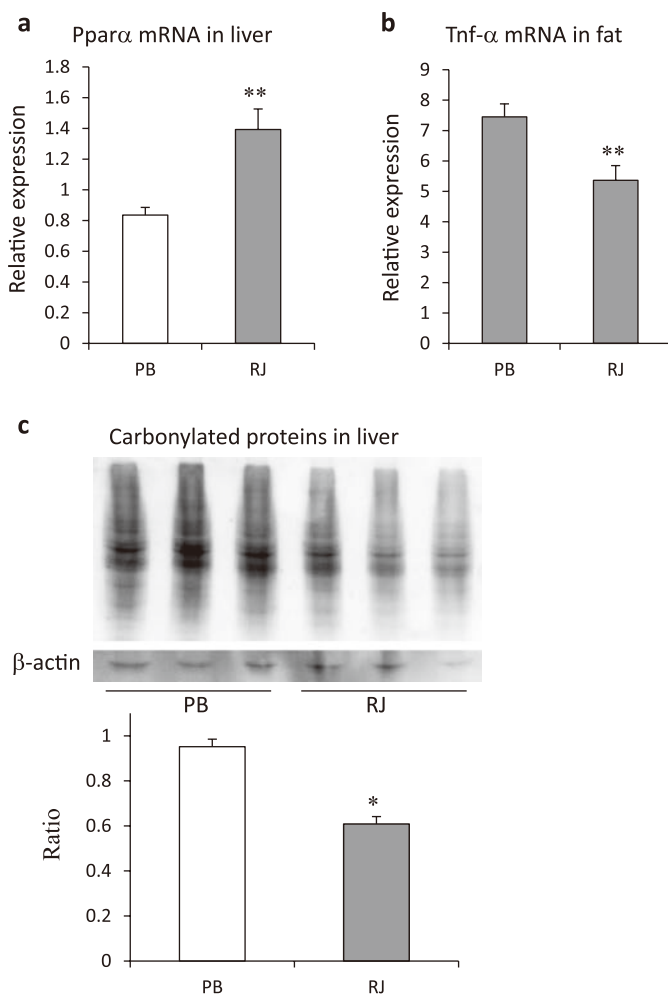 a
Pparα mRNA in liver
1.8
1.6
1.4
1.2
1
0.8
0.6
0.4
0.2
0
Relative expression
**
PB
RJ
b
Tnf-α mRNA in fat
9
8
7
6
5
4
3
2
1
0
Relative expression
**
PB
RJ
c
Carbonylated proteins in liver
β-actin
PB
RJ
1
0.8
0.6
0.4
0.2
0
Ratio
*
PB
RJ